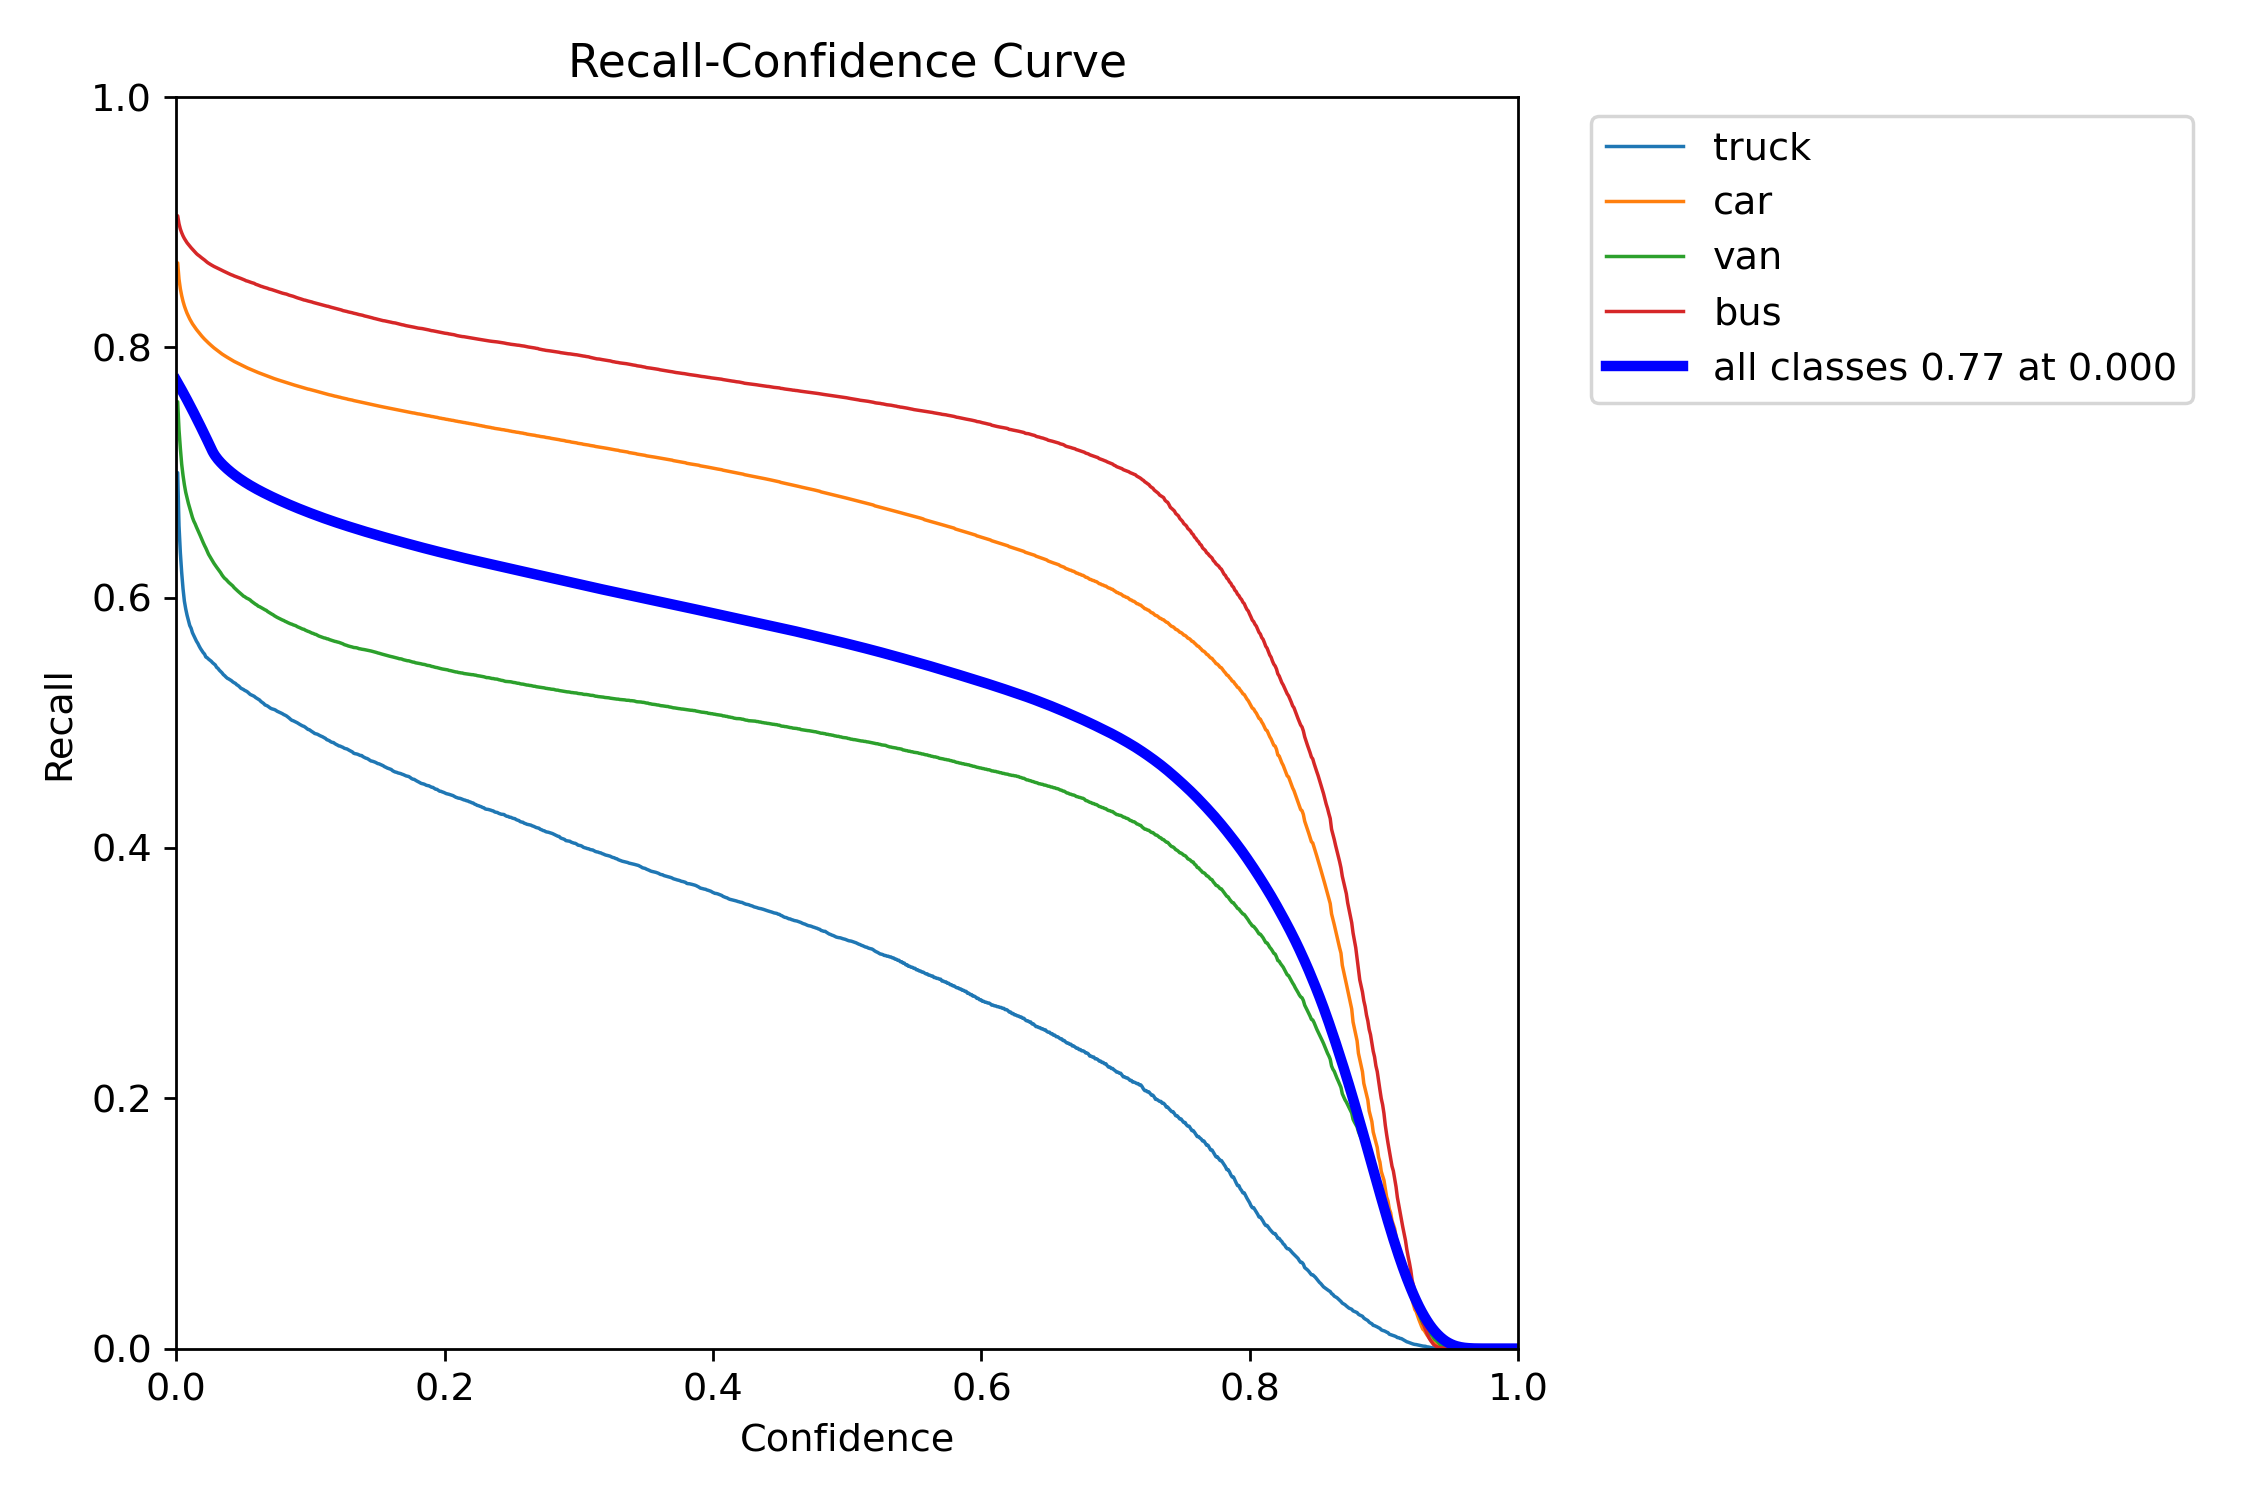 Recall-Confidence Curve
1.0
0.8
0.6
0.4
0.2
0.0
Recall
0.0 0.2 0.4 0.6 0.8 1.0
Confidence
truck
car
van
bus
all classes 0.77 at 0.000